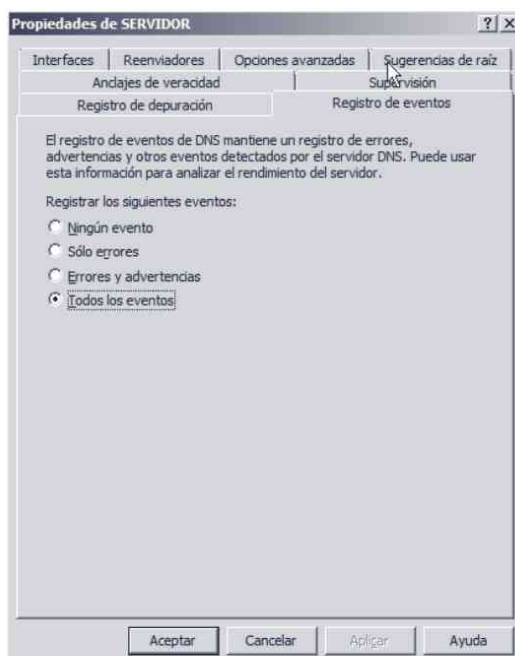 Propiedades de SERVIDOR
Interfaces Reenviadores Opciones avanzadas Sugerencias de raíz
Anclajes de veracidad Supervisión
Registro de depuración Registro de eventos
El registro de eventos de DNS mantiene un registro de errores,
advertencias y otros eventos detectados por el servidor DNS. Puede usar
esta información para analizar el rendimiento del servidor.
Registrar los siguientes eventos:
Ningún evento
Sólo errores
Errores y advertencias
Todos los eventos
Aceptar Cancelar Aplicar Ayuda